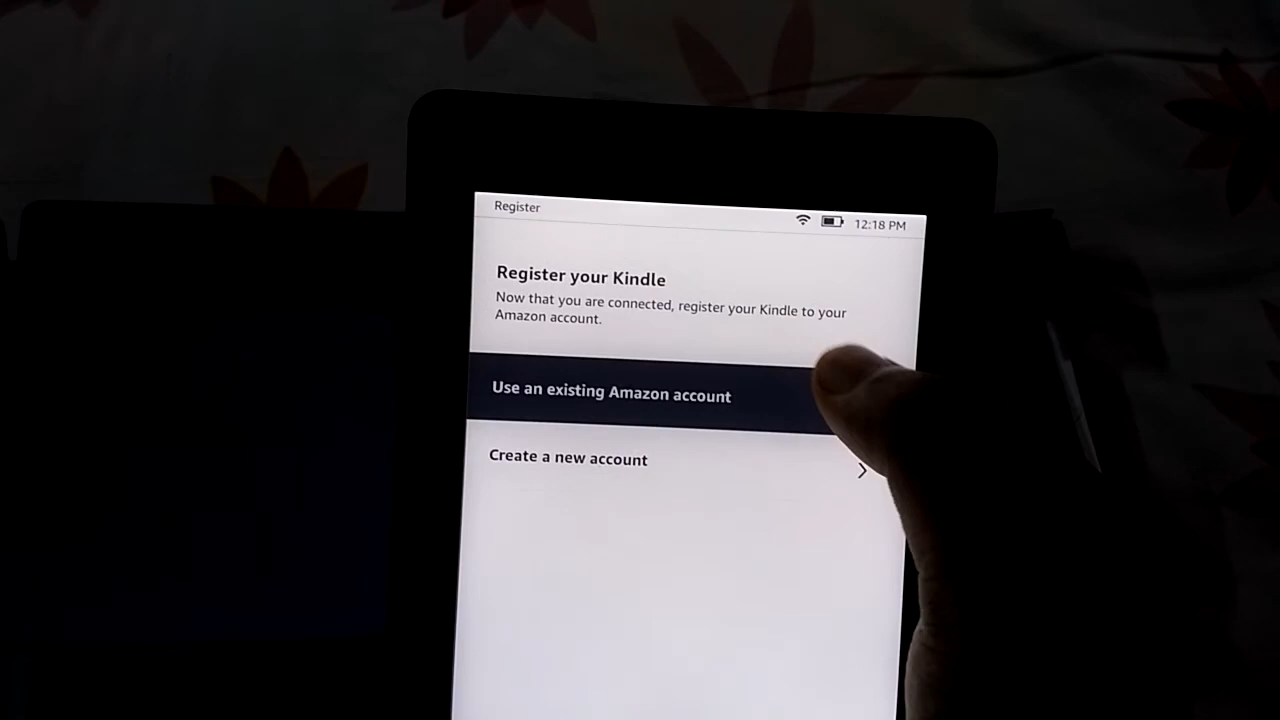 Register
12:18 PM
Register your Kindle
Now that you are connected, register your Kindle to your
Amazon account.
Use an existing Amazon account
Create a new account